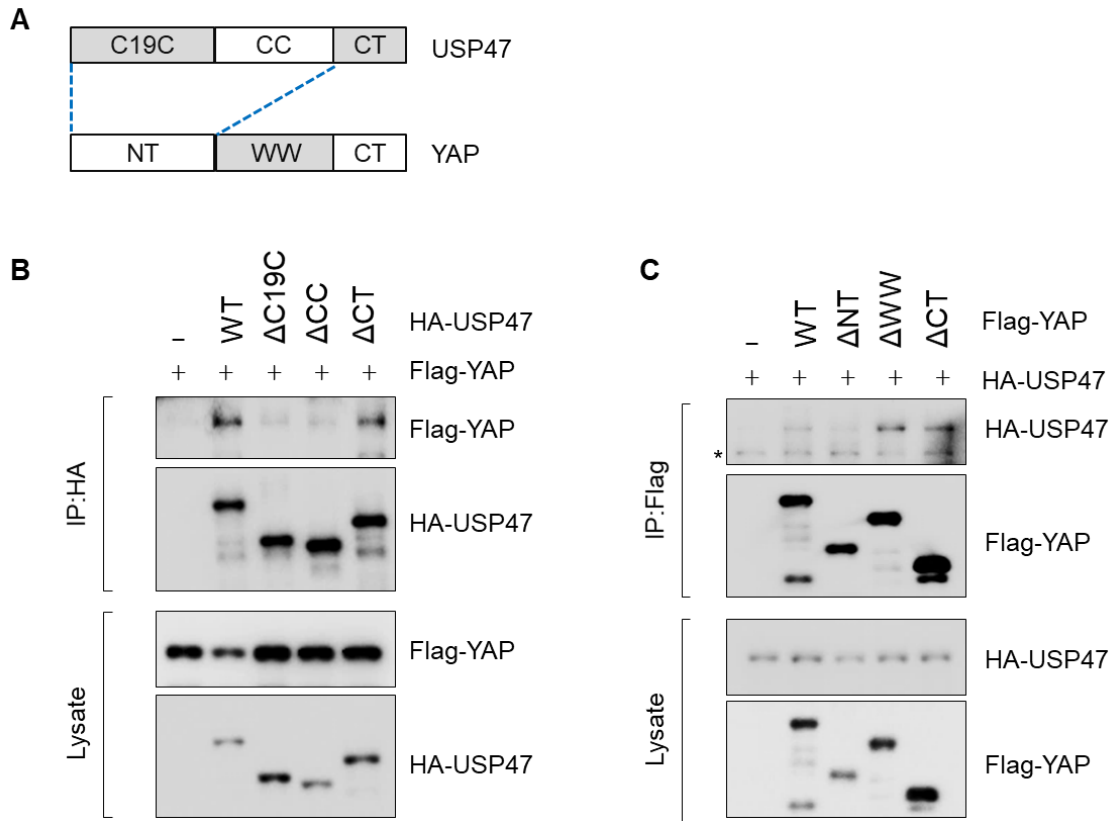 A
C19C CC CT USP47
NT WW CT YAP
B
– WT ΔC19C ΔCC ΔCT HA-USP47
+ + + + + Flag-YAP
IP:HA
Flag-YAP
HA-USP47
Lysate
Flag-YAP
HA-USP47
C
– WT ΔNT ΔWW ΔCT Flag-YAP
+ + + + + HA-USP47
IP:Flag
HA-USP47
*
Flag-YAP
Lysate
HA-USP47
Flag-YAP